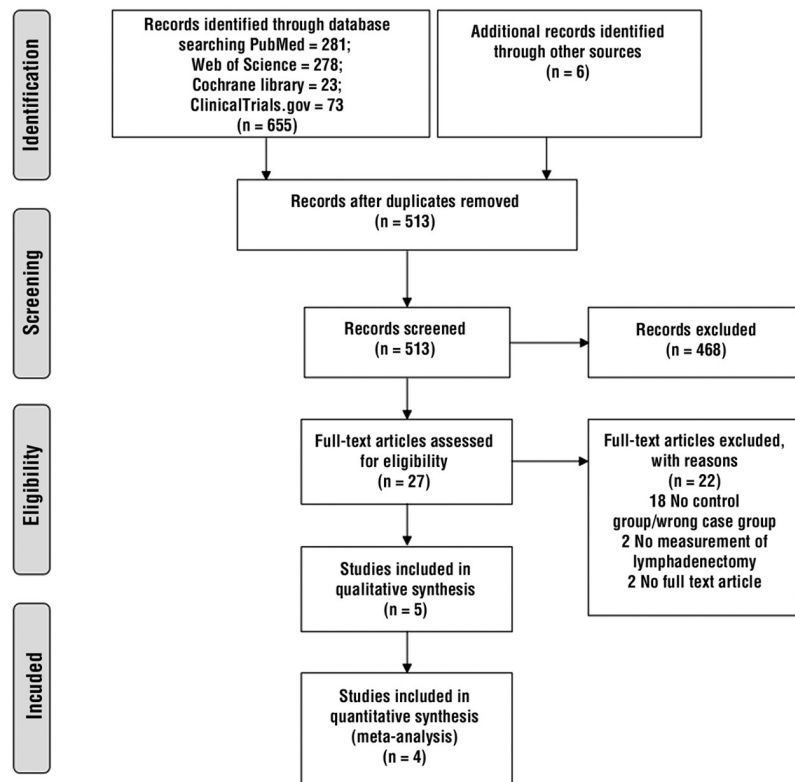 Identification
Records identified through database
searching PubMed = 281;
Web of Science = 278;
Cochrane library = 23;
ClinicalTrials.gov = 73
(n = 655)
Additional records identified
through other sources
(n = 6)
Records after duplicates removed
(n = 513)
Screening
Records screened
(n = 513)
Records excluded
(n = 468)
Eligibility
Full-text articles assessed
for eligibility
(n = 27)
Full-text articles excluded,
with reasons
(n = 22)
18 No control
group/wrong case group
2 No measurement of
lymphadenectomy
2 No full text article
Studies included in
qualitative synthesis
(n = 5)
Incuded
Studies included in
quantitative synthesis
(meta-analysis)
(n = 4)